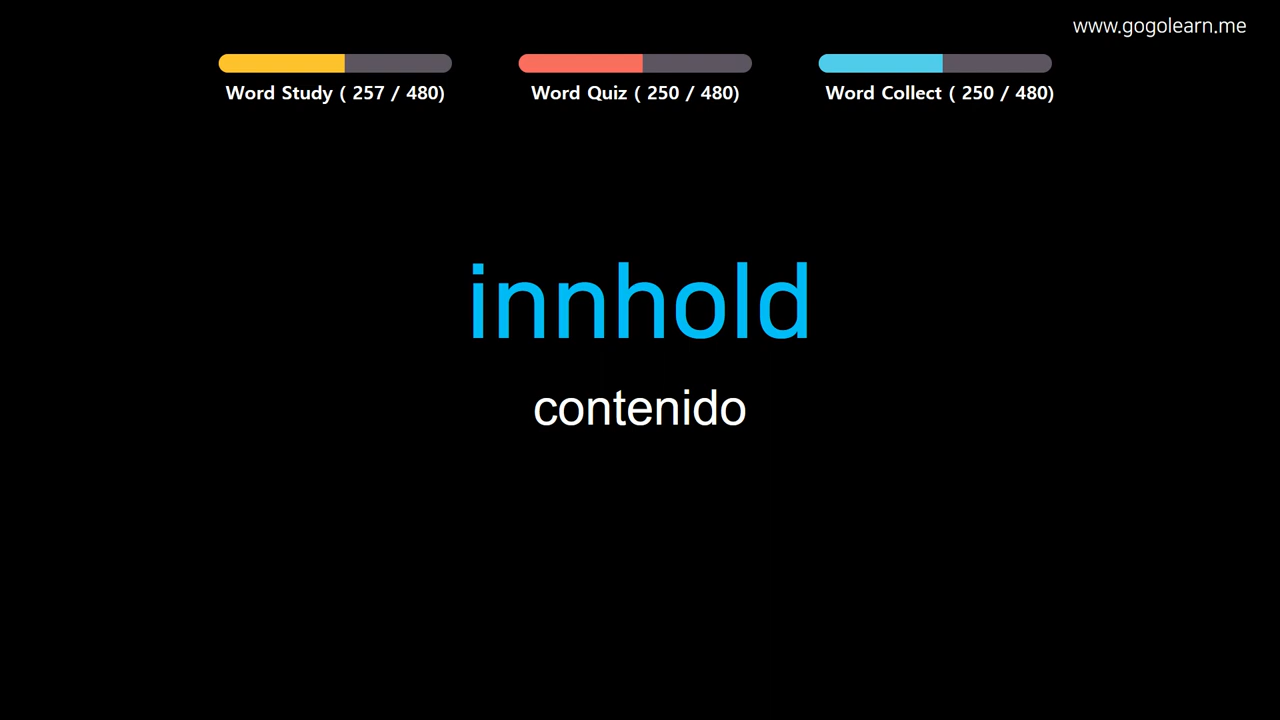 www.gogolearn.me
Word Study ( 257 / 480)
Word Quiz ( 250 / 480)
Word Collect ( 250 / 480)
innhold
contenido